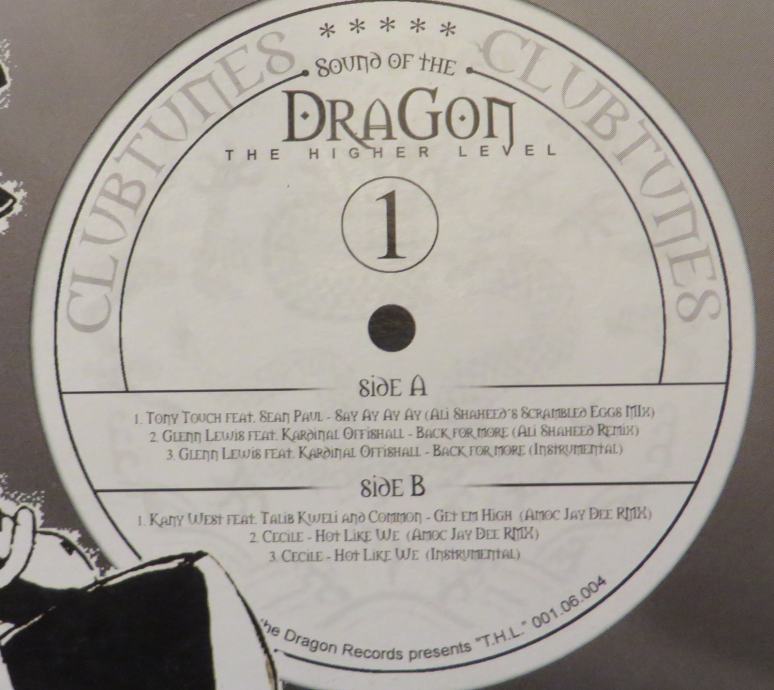 * * * * *
CLUBTUNES
CLUBTUNES
SOUND OF THE
DRAGON
THE HIGHER LEVEL
1
SIDE A
1. TONY TOUCH FEAT. SEAN PAUL - SAY AY AY AY (ALI SHAHEED'S SCRAMBLED EGGS MIX)
2. GLENN LEWIS FEAT. KARDINAL OFFISHALL - BACK FOR MORE (ALI SHAHEED REMIX)
3. GLENN LEWIS FEAT. KARDINAL OFFISHALL - BACK FOR MORE (INSTRUMENTAL)
SIDE B
1. KANY WEST FEAT. TALIB KWELI AND COMMON - GET EM HIGH (AMOC JAY DEE RMX)
2. CECILE - HOT LIKE WE (AMOC JAY DEE RMX)
3. CECILE - HOT LIKE WE (INSTRUMENTAL)
he Dragon Records presents "T.H.L." 001.06.004